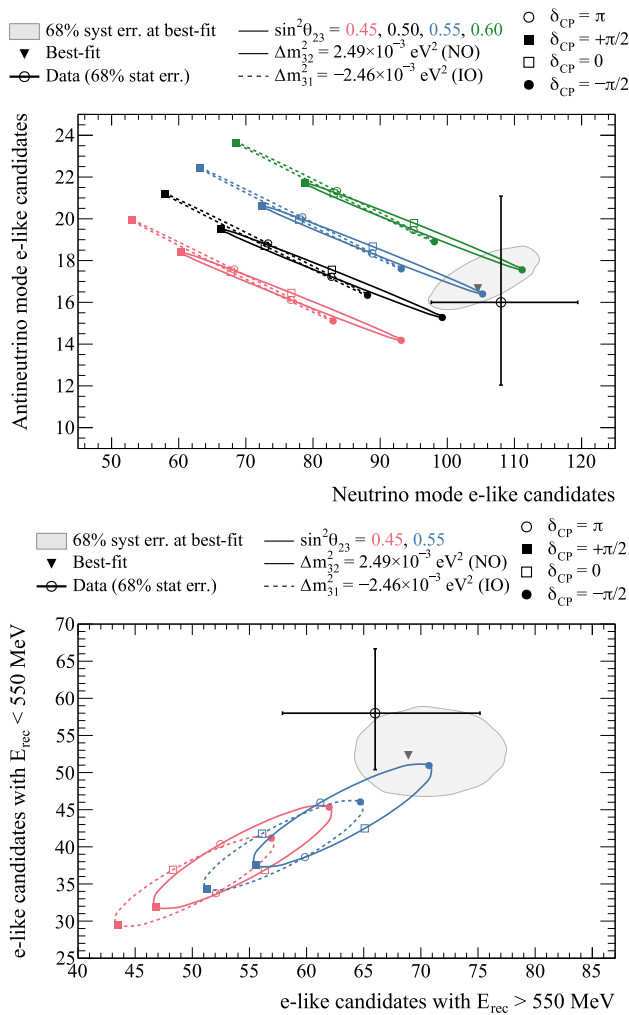 68% syst err. at best-fit
Best-fit
Data (68% stat err.)
sin²θ₂₃ = 0.45, 0.50, 0.55, 0.60
Δm²₃₂ = 2.49×10⁻³ eV² (NO)
Δm²₃₁ = −2.46×10⁻³ eV² (IO)
δCP = π
δCP = +π/2
δCP = 0
δCP = −π/2
Antineutrino mode e-like candidates
24
22
20
18
16
14
12
10
50 60 70 80 90 100 110 120
Neutrino mode e-like candidates
68% syst err. at best-fit
Best-fit
Data (68% stat err.)
sin²θ₂₃ = 0.45, 0.55
Δm²₃₂ = 2.49×10⁻³ eV² (NO)
Δm²₃₁ = −2.46×10⁻³ eV² (IO)
δCP = π
δCP = +π/2
δCP = 0
δCP = −π/2
e-like candidates with Erec < 550 MeV
70
65
60
55
50
45
40
35
30
25
40 45 50 55 60 65 70 75 80 85
e-like candidates with Erec > 550 MeV